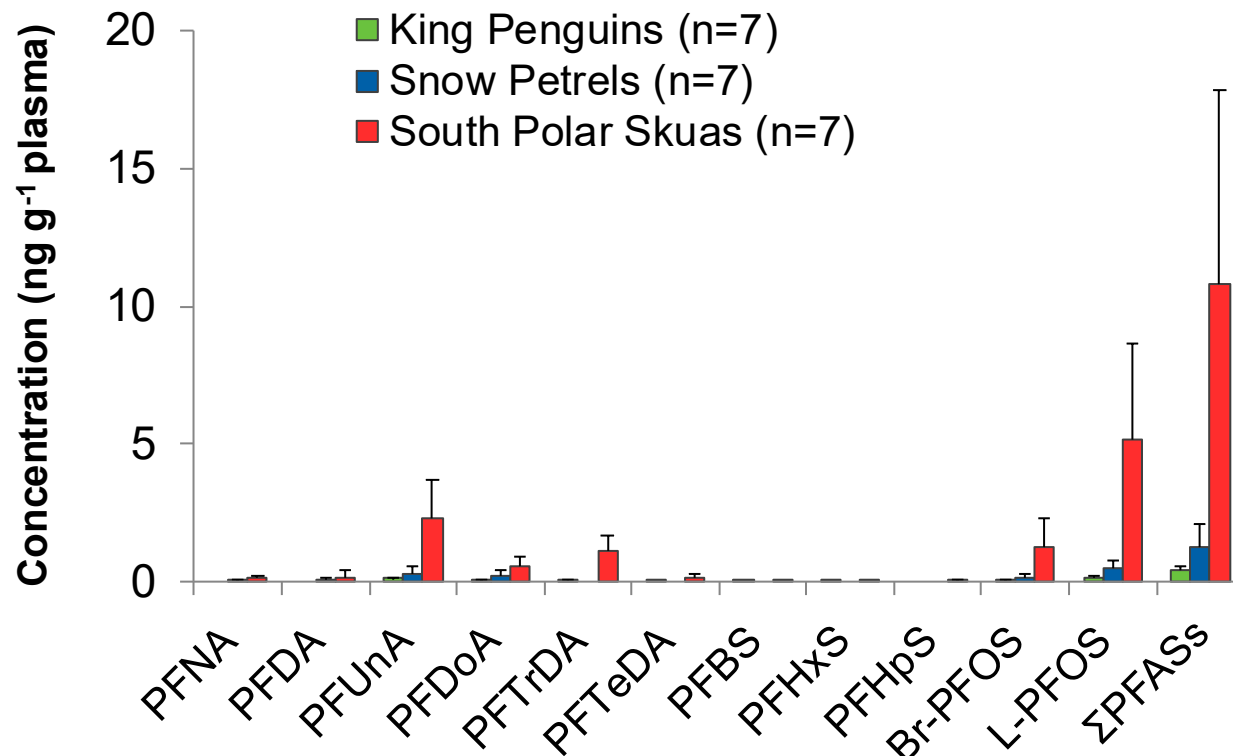 Concentration (ng g⁻¹ plasma)
20
15
10
5
0
King Penguins (n=7)
Snow Petrels (n=7)
South Polar Skuas (n=7)
PFNA
PFDA
PFUnA
PFDoA
PFTrDA
PFTeDA
PFBS
PFHxS
PFHpS
Br-PFOS
L-PFOS
ΣPFASs